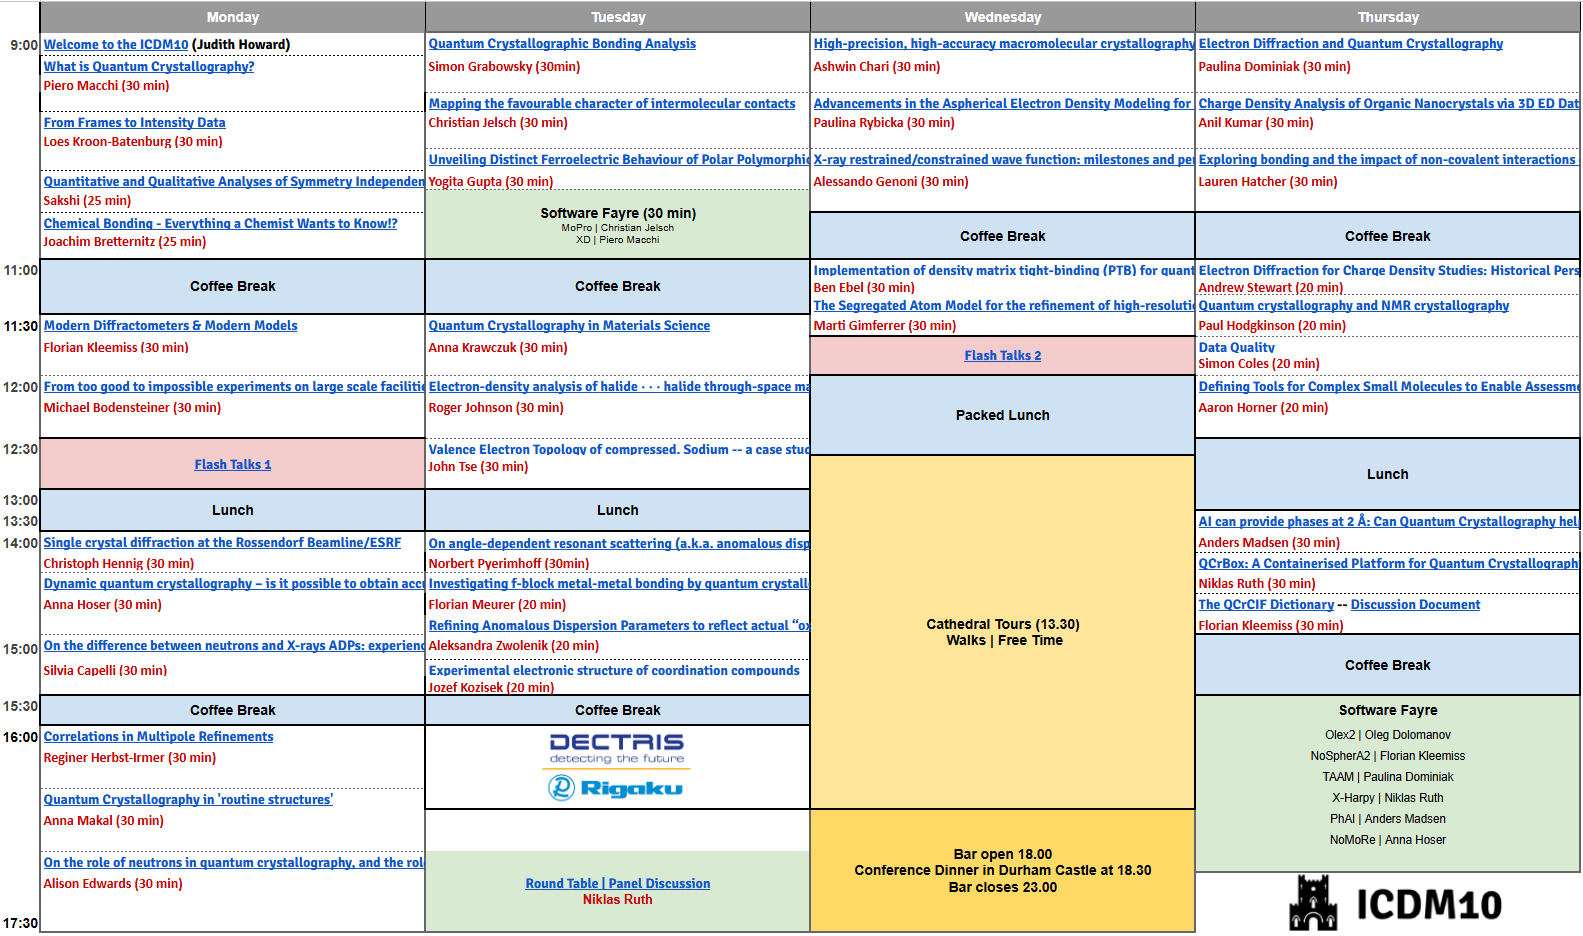 Monday
Tuesday
Wednesday
Thursday
9:00
11:00
11:30
12:00
12:30
13:00
13:30
14:00
15:00
15:30
16:00
17:30
Welcome to the ICDM10 (Judith Howard)
What is Quantum Crystallography?
Piero Macchi (30 min)
From Frames to Intensity Data
Loes Kroon-Batenburg (30 min)
Quantitative and Qualitative Analyses of Symmetry Independen
Sakshi (25 min)
Chemical Bonding - Everything a Chemist Wants to Know!?
Joachim Bretternitz (25 min)
Coffee Break
Modern Diffractometers & Modern Models
Florian Kleemiss (30 min)
From too good to impossible experiments on large scale facilitie
Michael Bodensteiner (30 min)
Flash Talks 1
Lunch
Single crystal diffraction at the Rossendorf Beamline/ESRF
Christoph Hennig (30 min)
Dynamic quantum crystallography – is it possible to obtain accu
Anna Hoser (30 min)
On the difference between neutrons and X-rays ADPs: experienc
Silvia Capelli (30 min)
Coffee Break
Correlations in Multipole Refinements
Reginer Herbst-Irmer (30 min)
Quantum Crystallography in 'routine structures'
Anna Makal (30 min)
On the role of neutrons in quantum crystallography, and the role
Alison Edwards (30 min)
Quantum Crystallographic Bonding Analysis
Simon Grabowsky (30min)
Mapping the favourable character of intermolecular contacts
Christian Jelsch (30 min)
Unveiling Distinct Ferroelectric Behaviour of Polar Polymorphic
Yogita Gupta (30 min)
Software Fayre (30 min)
MoPro | Christian Jelsch
XD | Piero Macchi
Coffee Break
Quantum Crystallography in Materials Science
Anna Krawczuk (30 min)
Electron-density analysis of halide · · · halide through-space ma
Roger Johnson (30 min)
Valence Electron Topology of compressed. Sodium -- a case stud
John Tse (30 min)
Lunch
On angle-dependent resonant scattering (a.k.a. anomalous disp
Norbert Pyerimhoff (30min)
Investigating f-block metal-metal bonding by quantum crystall
Florian Meurer (20 min)
Refining Anomalous Dispersion Parameters to reflect actual “ox
Aleksandra Zwolenik (20 min)
Experimental electronic structure of coordination compounds
Jozef Kozisek (20 min)
Coffee Break
DECTRIS
detecting the future
Rigaku
Round Table | Panel Discussion
Niklas Ruth
High-precision, high-accuracy macromolecular crystallography
Ashwin Chari (30 min)
Advancements in the Aspherical Electron Density Modeling for
Paulina Rybicka (30 min)
X-ray restrained/constrained wave function: milestones and per
Alessando Genoni (30 min)
Coffee Break
Implementation of density matrix tight-binding (PTB) for quant
Ben Ebel (30 min)
The Segregated Atom Model for the refinement of high-resolutio
Marti Gimferrer (30 min)
Flash Talks 2
Packed Lunch
Cathedral Tours (13.30)
Walks | Free Time
Bar open 18.00
Conference Dinner in Durham Castle at 18.30
Bar closes 23.00
Electron Diffraction and Quantum Crystallography
Paulina Dominiak (30 min)
Charge Density Analysis of Organic Nanocrystals via 3D ED Dat
Anil Kumar (30 min)
Exploring bonding and the impact of non-covalent interactions
Lauren Hatcher (30 min)
Coffee Break
Electron Diffraction for Charge Density Studies: Historical Pers
Andrew Stewart (20 min)
Quantum crystallography and NMR crystallography
Paul Hodgkinson (20 min)
Data Quality
Simon Coles (20 min)
Defining Tools for Complex Small Molecules to Enable Assessme
Aaron Horner (20 min)
Lunch
AI can provide phases at 2 Å: Can Quantum Crystallography help
Anders Madsen (30 min)
QCrBox: A Containerised Platform for Quantum Crystallograph
Niklas Ruth (30 min)
The QCrCIF Dictionary -- Discussion Document
Florian Kleemiss (30 min)
Coffee Break
Software Fayre
Olex2 | Oleg Dolomanov
NoSpherA2 | Florian Kleemiss
TAAM | Paulina Dominiak
X-Harpy | Niklas Ruth
PhAI | Anders Madsen
NoMoRe | Anna Hoser
ICDM10